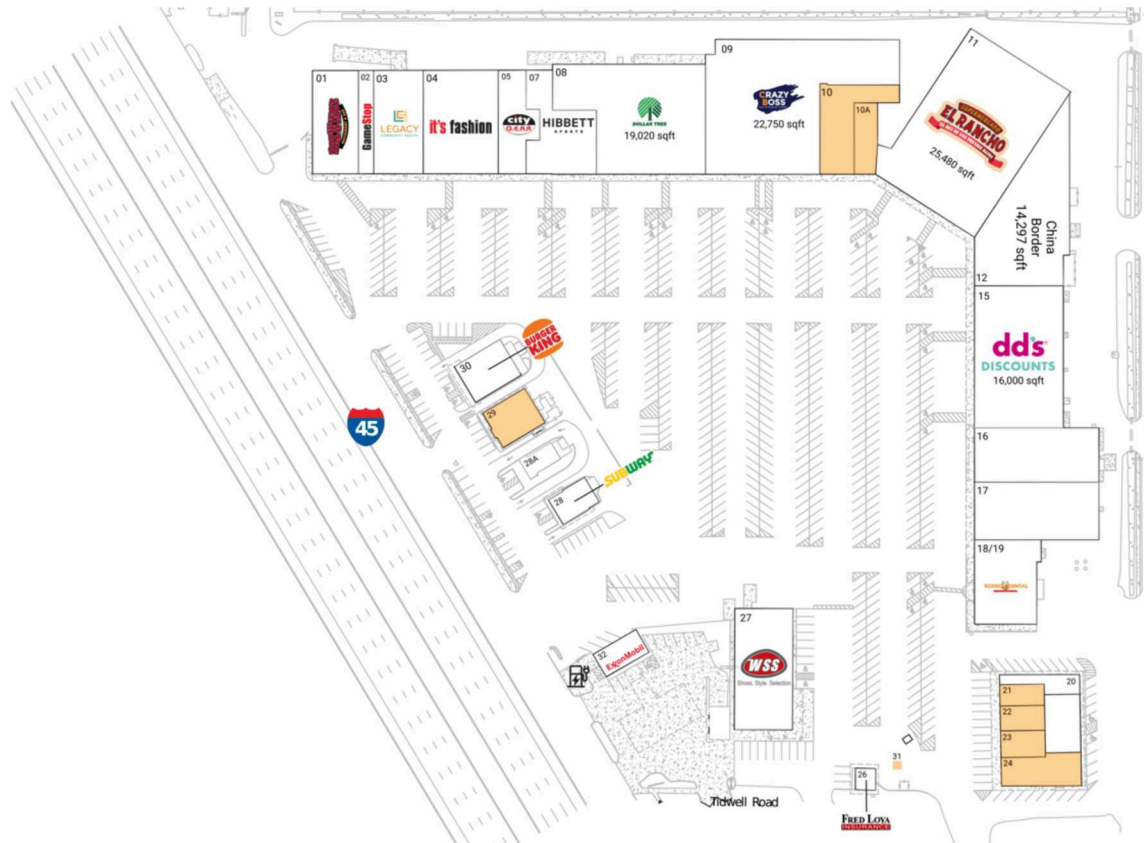 01
02
GameStop
03
LEGACY
COMMUNITY HEALTH
04
it's fashion
05
city
GEAR
07
HIBBETT
SPORTS
08
DOLLAR TREE
19,020 sqft
09
CRAZY
BOSS
22,750 sqft
10
10A
11
SUPERMERCADO
EL RANCHO
25,480 sqft
China
Border
14,297 sqft
12
15
dd's
DISCOUNTS
16,000 sqft
16
17
18/19
20
21
22
23
24
30
BURGER
KING
29
28A
28
SUBWAY
45
27
WSS
Shoes. Style. Selection
32
ExxonMobil
31
26
FRED LOYA
INSURANCE
Tidwell Road